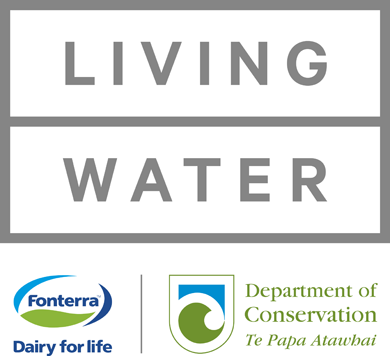 LIVING
WATER
Fonterra
Dairy for life
Department of
Conservation
Te Papa Atawhai